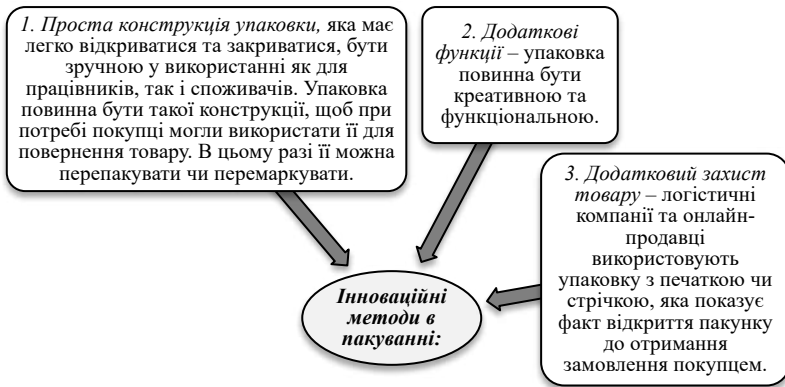 1. Проста конструкція упаковки, яка має
легко відкриватися та закриватися, бути
зручною у використанні як для
працівників, так і споживачів. Упаковка
повинна бути такої конструкції, щоб при
потребі покупці могли використати її для
повернення товару. В цьому разі її можна
перепакувати чи перемаркувати.
2. Додаткові
функції – упаковка
повинна бути
креативною та
функціональною.
3. Додатковий захист
товару – логістичні
компанії та онлайн-
продавці
використовують
упаковку з печаткою чи
стрічкою, яка показує
факт відкриття пакунку
до отримання
замовлення покупцем.
Інноваційні
методи в
пакуванні: